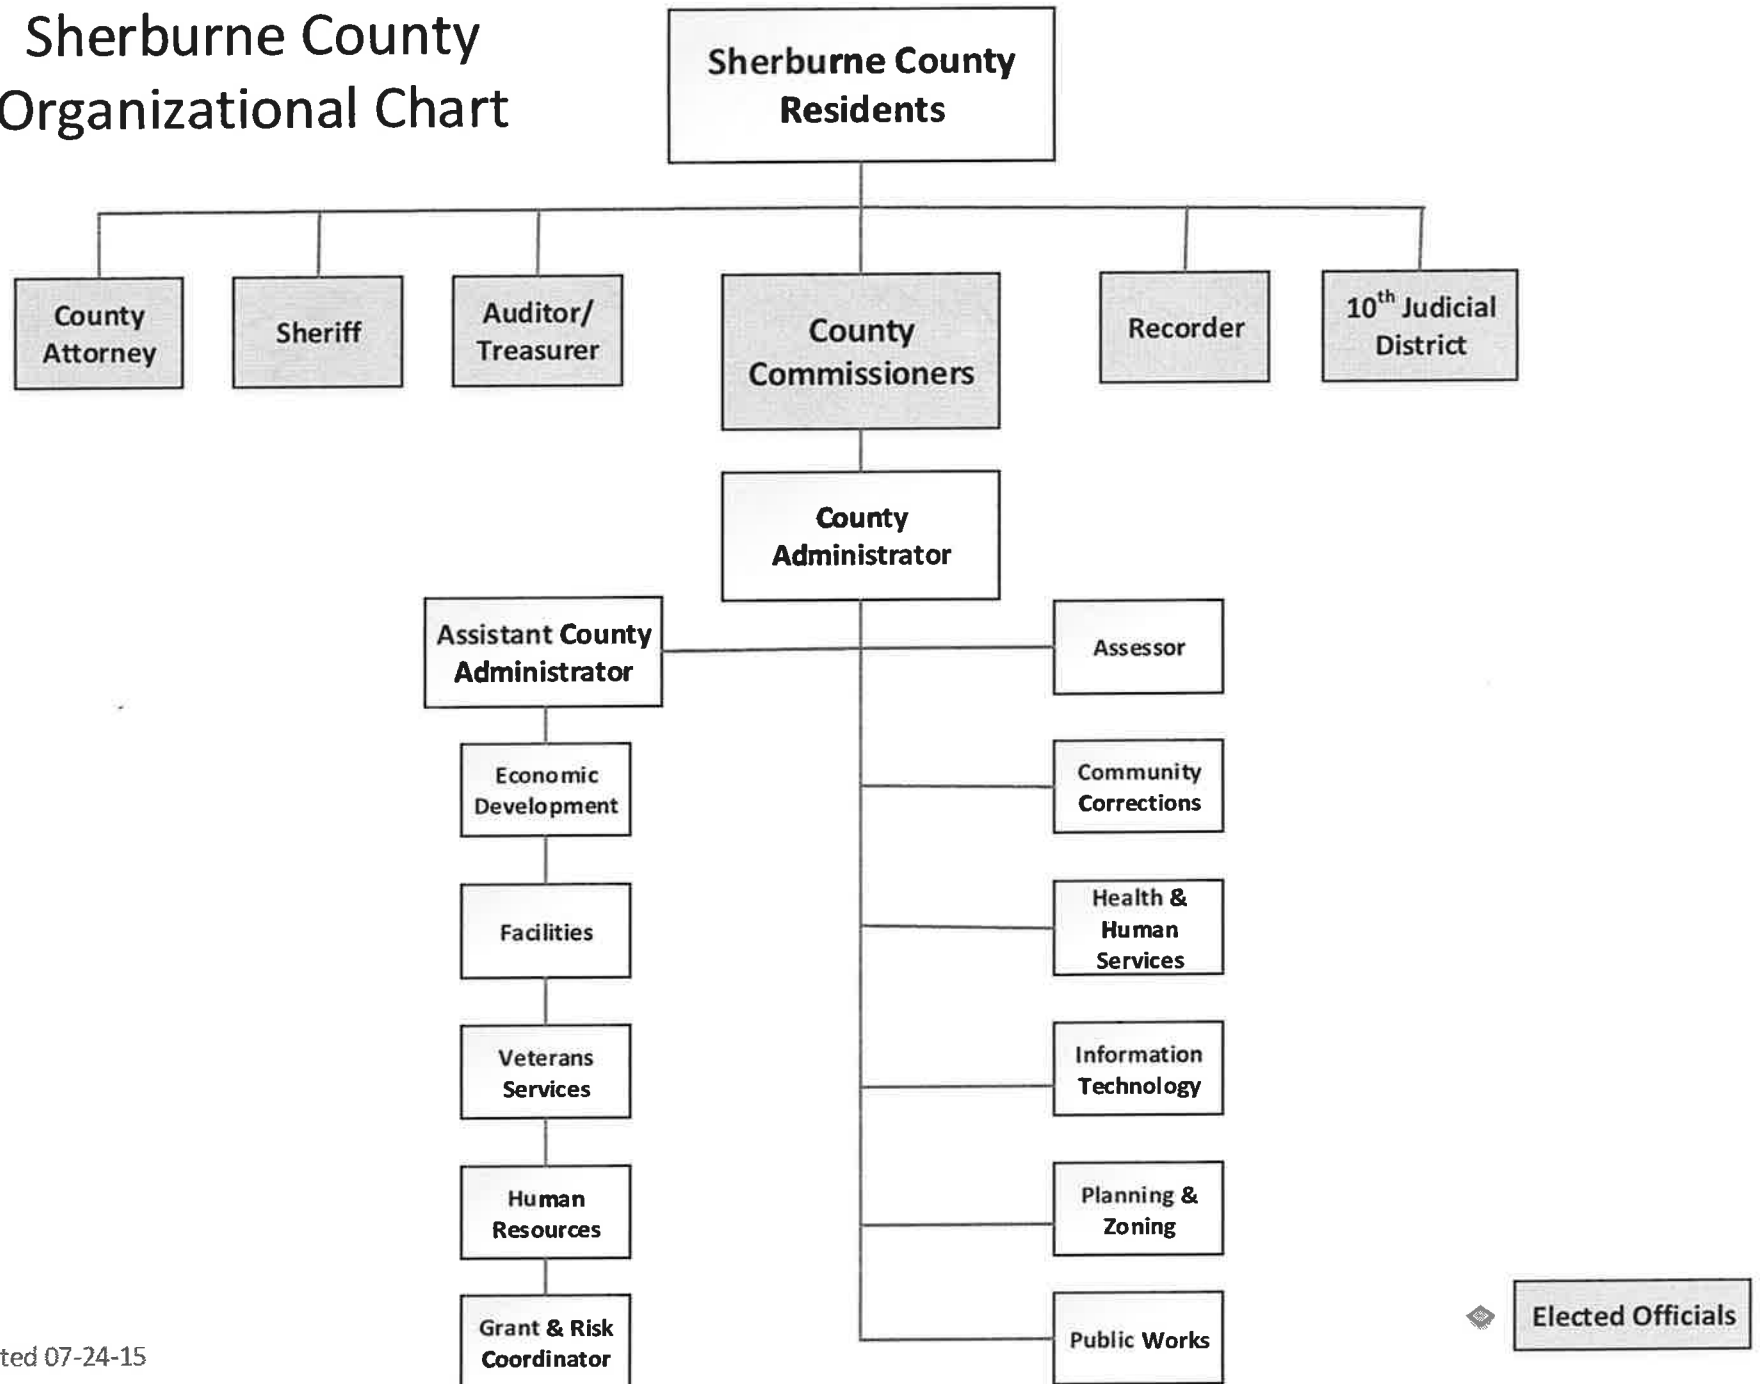 Sherburne County
Organizational Chart
Sherburne County
Residents
County
Attorney
Sheriff
Auditor/
Treasurer
County
Commissioners
Recorder
10th Judicial
District
County
Administrator
Assistant County
Administrator
Assessor
Economic
Development
Community
Corrections
Facilities
Health &
Human
Services
Veterans
Services
Information
Technology
Human
Resources
Planning &
Zoning
Grant & Risk
Coordinator
Public Works
Elected Officials
ted 07-24-15